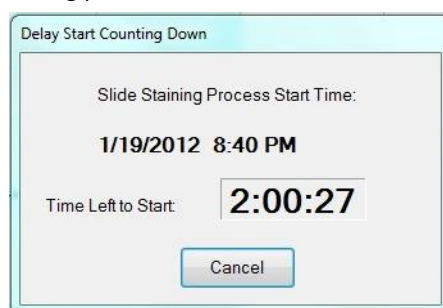 Delay Start Counting Down
Slide Staining Process Start Time:
1/19/2012 8:40 PM
Time Left to Start: 2:00:27
Cancel